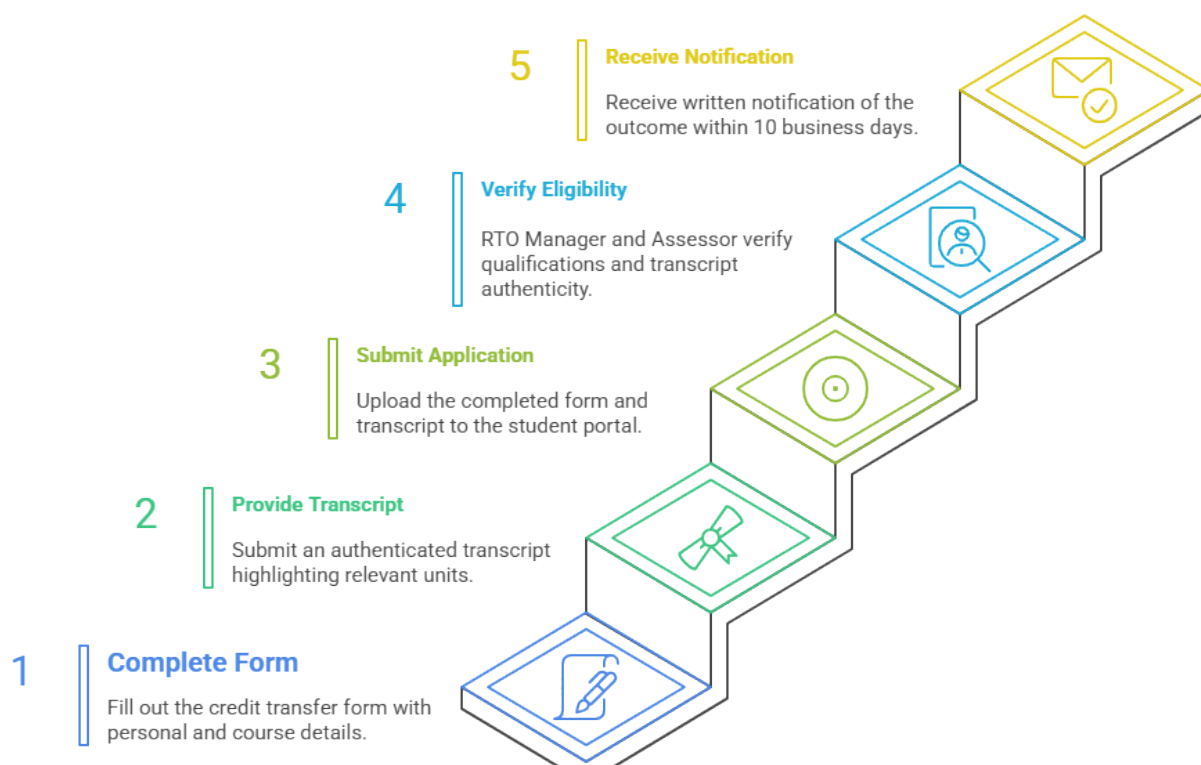 5
Receive Notification
Receive written notification of the
outcome within 10 business days.
4
Verify Eligibility
RTO Manager and Assessor verify
qualifications and transcript
authenticity.
3
Submit Application
Upload the completed form and
transcript to the student portal.
2
Provide Transcript
Submit an authenticated transcript
highlighting relevant units.
1
Complete Form
Fill out the credit transfer form with
personal and course details.